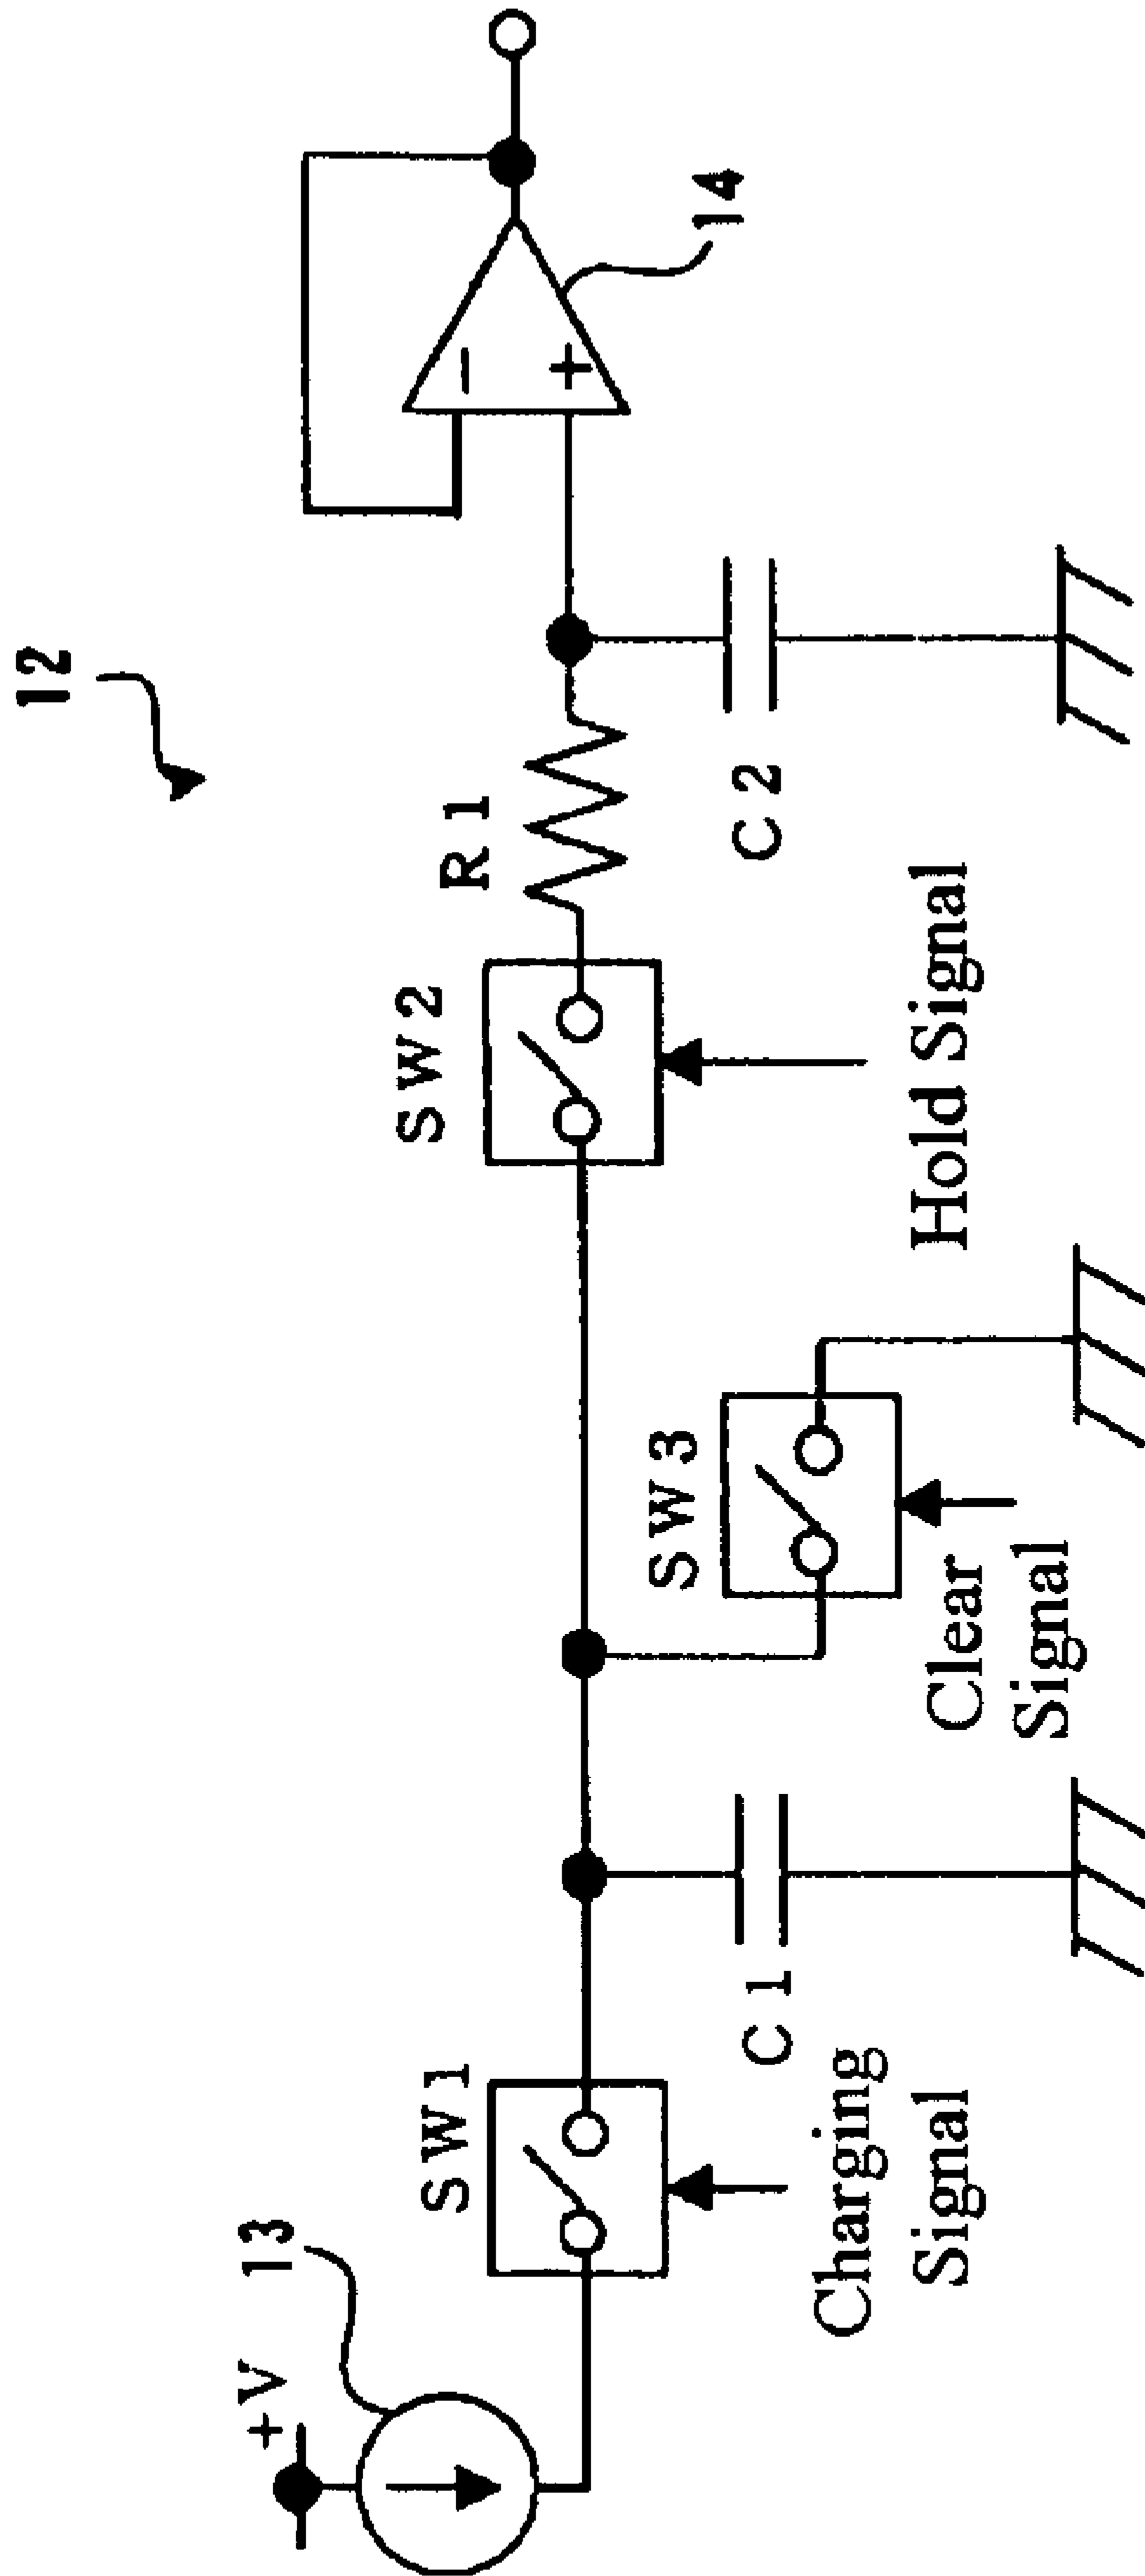 12
+V
13
SW1
Charging
Signal
C1
SW3
Clear
Signal
SW2
Hold Signal
R1
C2
−
+
14